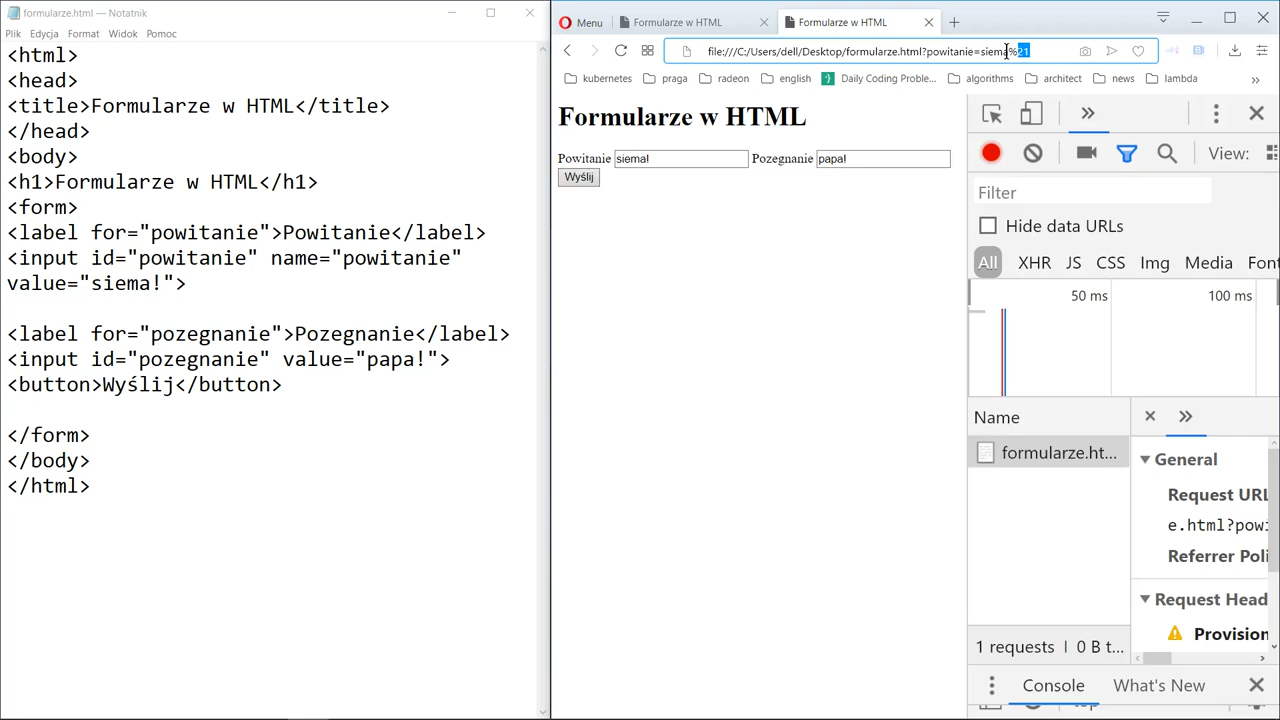 formularze.html — Notatnik
Plik Edycja Format Widok Pomoc
<html>
<head>
<title>Formularze w HTML</title>
</head>
<body>
<h1>Formularze w HTML</h1>
<form>
<label for="powitanie">Powitanie</label>
<input id="powitanie" name="powitanie"
value="siema!">
<label for="pozegnanie">Pozegnanie</label>
<input id="pozegnanie" value="papa!">
<button>Wyślij</button>
</form>
</body>
</html>
Menu Formularze w HTML Formularze w HTML
file:///C:/Users/dell/Desktop/formularze.html?powitanie=siema%21
kubernetes praga radeon english Daily Coding Proble... algorithms architect news lambda
Formularze w HTML
Powitanie siema! Pozegnanie papa!
Wyślij
View:
Filter
Hide data URLs
All XHR JS CSS Img Media Font
50 ms 100 ms
Name
formularze.ht...
General
Request URL
e.html?powi
Referrer Poli
Request Head
Provision
1 requests 0 B t...
Console What's New